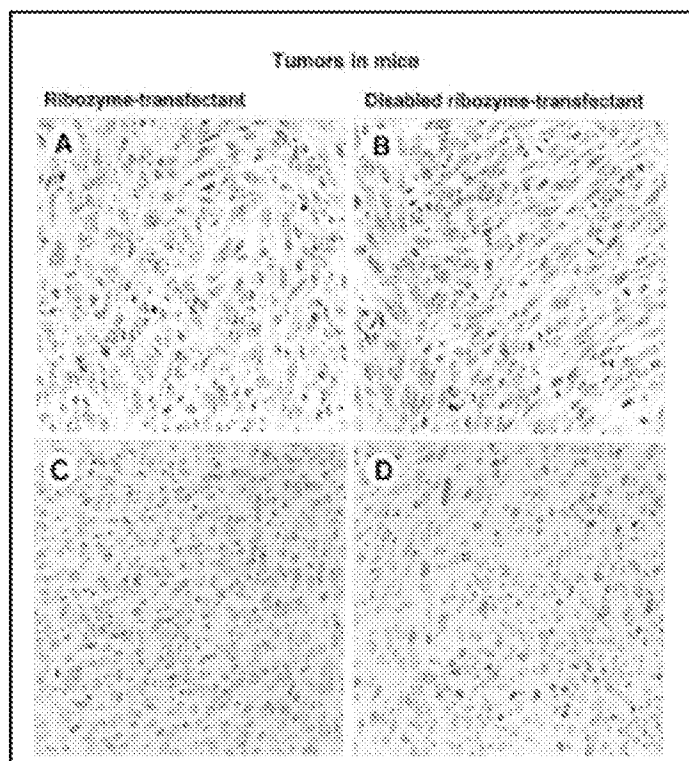 Tumors in mice
Ribozyme-transfectant Disabled ribozyme-transfectant
A B
C D